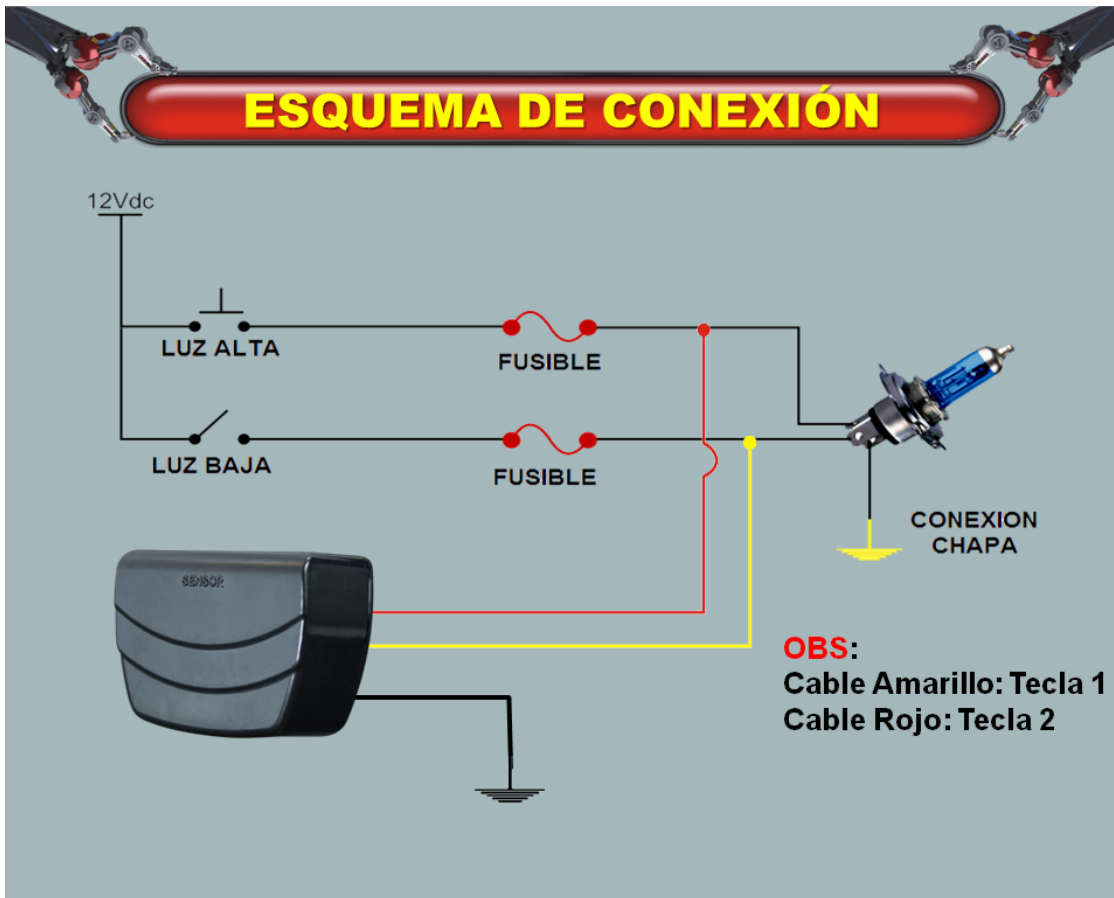 ESQUEMA DE CONEXIÓN
12Vdc
LUZ ALTA
FUSIBLE
LUZ BAJA
FUSIBLE
CONEXION
CHAPA
SENSOR
OBS:
Cable Amarillo: Tecla 1
Cable Rojo: Tecla 2